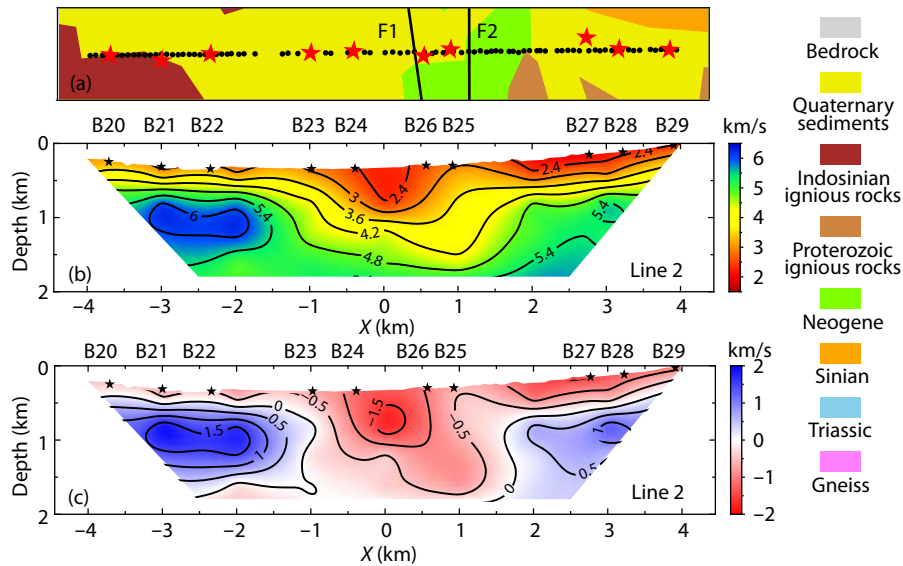 F1 F2
(a)
B20 B21 B22 B23 B24 B26 B25 B27 B28 B29
km/s
0
1
2
Depth (km)
3 2.4 2.4 2.4
3.6
4.2
4.8
6 5.4 5.4 5.4
(b)
Line 2
6
5
4
3
2
−4 −3 −2 −1 0 1 2 3 4
X (km)
B20 B21 B22 B23 B24 B26 B25 B27 B28 B29
km/s
0
1
2
Depth (km)
0 −0.5 −1.5 −0.5
0.5
1.5
1
0 0.5 1
(c)
Line 2
2
1
0
−1
−2
−4 −3 −2 −1 0 1 2 3 4
X (km)
Bedrock
Quaternary
sediments
Indosinian
ignious rocks
Proterozoic
ignious rocks
Neogene
Sinian
Triassic
Gneiss